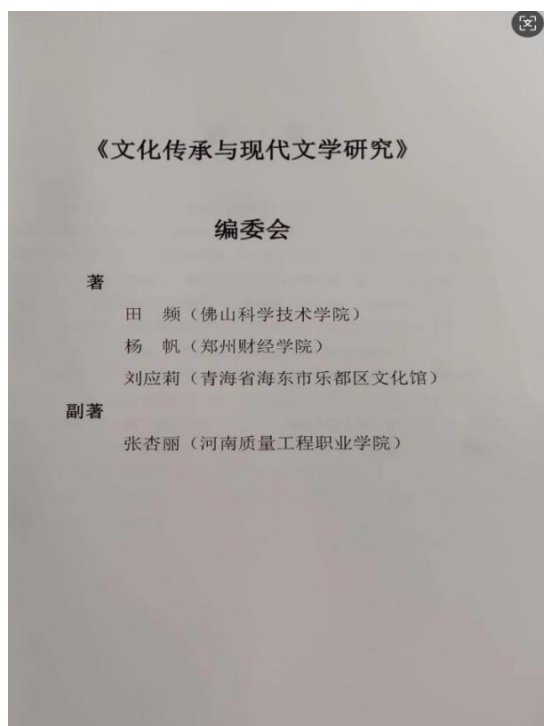 《文化传承与现代文学研究》
编委会
著
田　频（佛山科学技术学院）
杨　帆（郑州财经学院）
刘应莉（青海省海东市乐都区文化馆）
副著
张杏丽（河南质量工程职业学院）
文